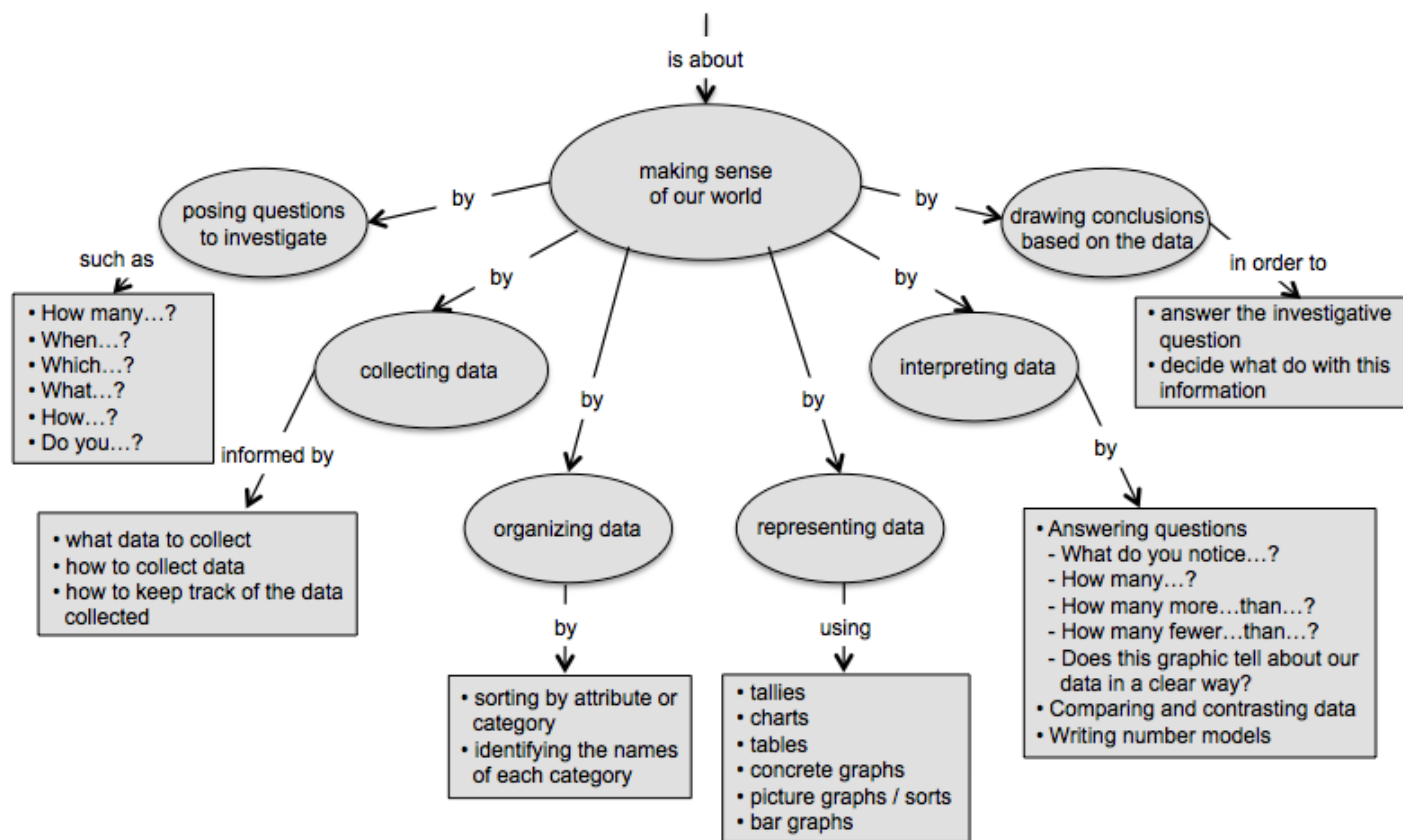 is about
making sense
of our world
by
posing questions
to investigate
such as
• How many…?
• When…?
• Which…?
• What…?
• How…?
• Do you…?
by
collecting data
informed by
• what data to collect
• how to collect data
• how to keep track of the data
collected
by
organizing data
by
• sorting by attribute or
category
• identifying the names
of each category
by
representing data
using
• tallies
• charts
• tables
• concrete graphs
• picture graphs / sorts
• bar graphs
by
interpreting data
by
• Answering questions
- What do you notice…?
- How many…?
- How many more…than…?
- How many fewer…than…?
- Does this graphic tell about our
data in a clear way?
• Comparing and contrasting data
• Writing number models
by
drawing conclusions
based on the data
in order to
• answer the investigative
question
• decide what do with this
information